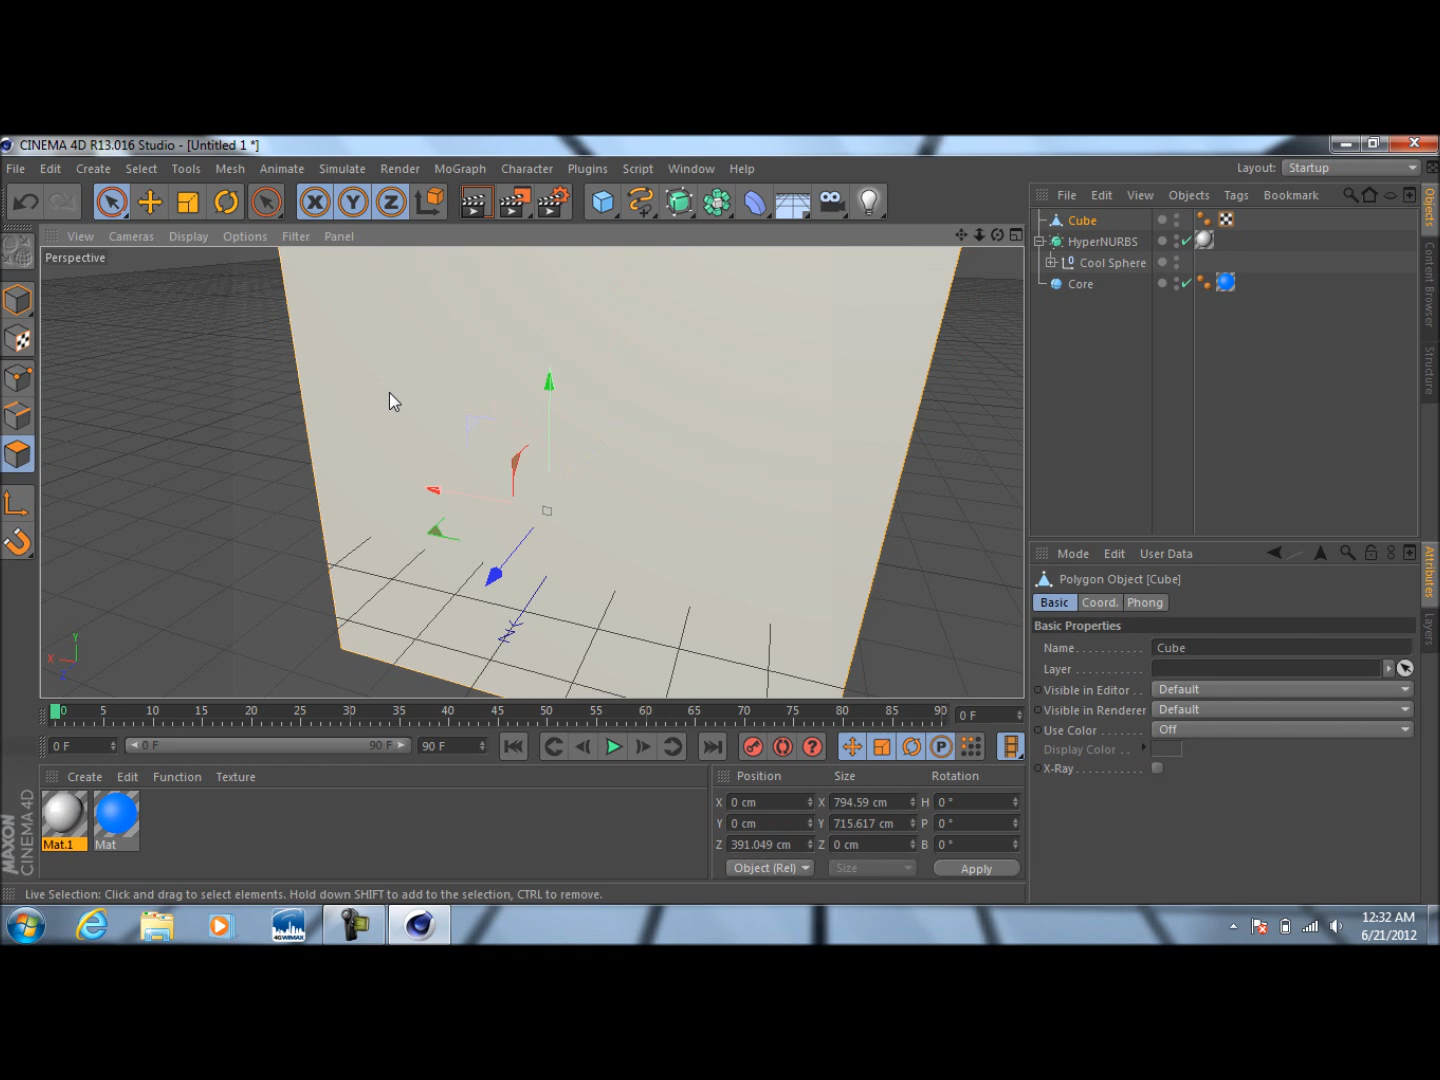 CINEMA 4D R13.016 Studio - [Untitled 1 *]
File Edit Create Select Tools Mesh Animate Simulate Render MoGraph Character Plugins Script Window Help Layout: Startup
File Edit View Objects Tags Bookmark
View Cameras Display Options Filter Panel
Perspective
Cube
HyperNURBS
Cool Sphere
Core
Objects
Content Browser
Structure
Mode Edit User Data
Polygon Object [Cube]
Basic Coord. Phong
Basic Properties
Name Cube
Layer
Visible in Editor Default
Visible in Renderer Default
Use Color Off
Display Color
X-Ray
Attributes
Layers
Y
X
Z
0 5 10 15 20 25 30 35 40 45 50 55 60 65 70 75 80 85 90 0 F
0 F 0 F 90 F 90 F
Create Edit Function Texture
Mat.1 Mat
Position Size Rotation
X 0 cm X 794.59 cm H 0 °
Y 0 cm Y 715.617 cm P 0 °
Z 391.049 cm Z 0 cm B 0 °
Object (Rel) Size Apply
MAXON
CINEMA 4D
Live Selection: Click and drag to select elements. Hold down SHIFT to add to the selection, CTRL to remove.
4GWIMAX
12:32 AM
6/21/2012